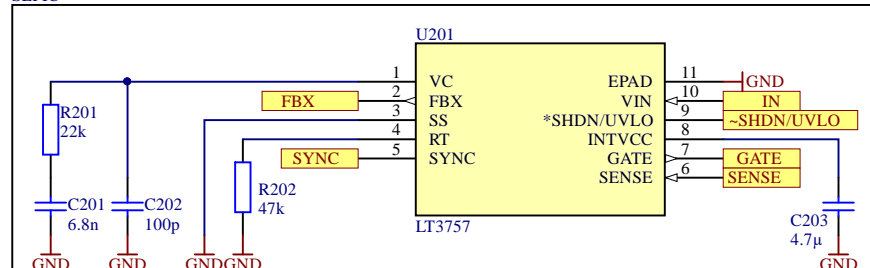 U201
1 VC EPAD 11 GND
FBX 2 FBX VIN 10 IN
3 SS *SHDN/UVLO 9 ~SHDN/UVLO
4 RT INTVCC 8
SYNC 5 SYNC GATE 7 GATE
SENSE 6 SENSE
R201
22k
R202
47k
C201
6.8n
C202
100p
LT3757
C203
4.7µ
GND GND GND GND GND